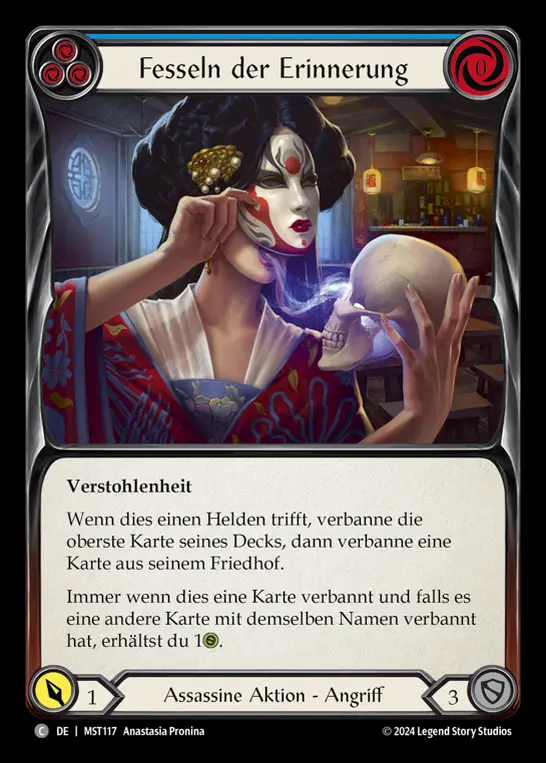 0
Fesseln der Erinnerung
Verstohlenheit
Wenn dies einen Helden trifft, verbanne die
oberste Karte seines Decks, dann verbanne eine
Karte aus seinem Friedhof.
Immer wenn dies eine Karte verbannt und falls es
eine andere Karte mit demselben Namen verbannt
hat, erhältst du 1.
1
Assassine Aktion - Angriff
3
C DE | MST117 Anastasia Pronina
© 2024 Legend Story Studios